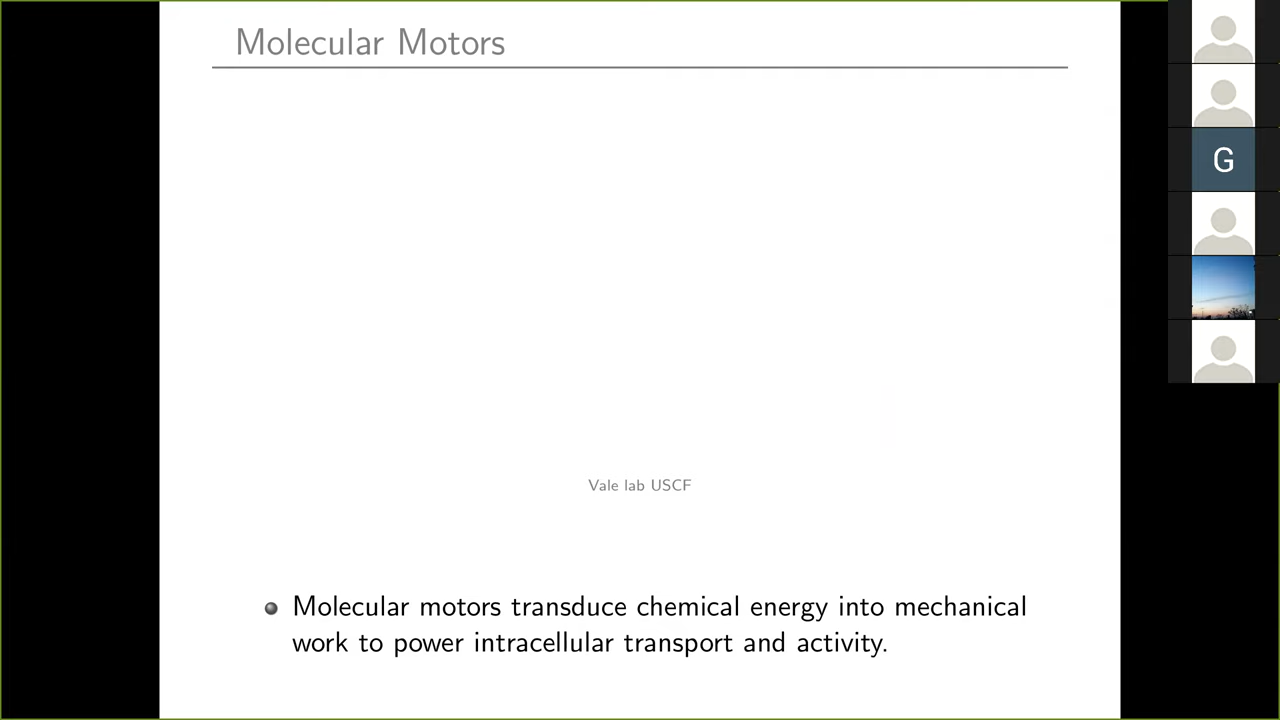 Molecular Motors
G
Vale lab USCF
Molecular motors transduce chemical energy into mechanical
work to power intracellular transport and activity.